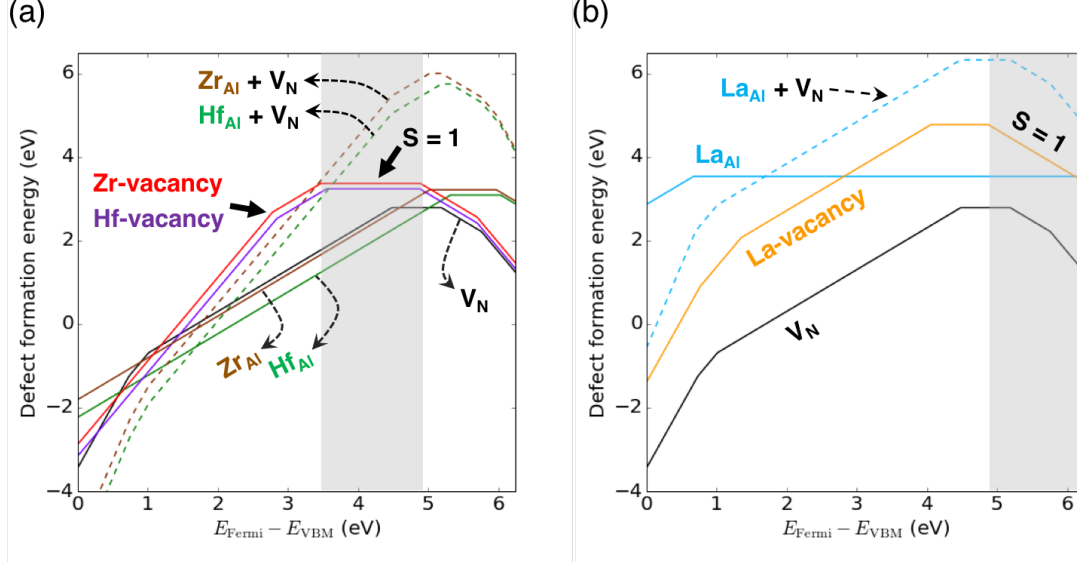 (a)
Defect formation energy (eV)
6
4
2
0
−2
−4
0
1
2
3
4
5
6
E_Fermi − E_VBM (eV)
Zr_Al + V_N
Hf_Al + V_N
S = 1
Zr-vacancy
Hf-vacancy
V_N
Zr_Al
Hf_Al
(b)
Defect formation energy (eV)
6
4
2
0
−2
−4
0
1
2
3
4
5
6
E_Fermi − E_VBM (eV)
La_Al + V_N
S = 1
La_Al
La-vacancy
V_N